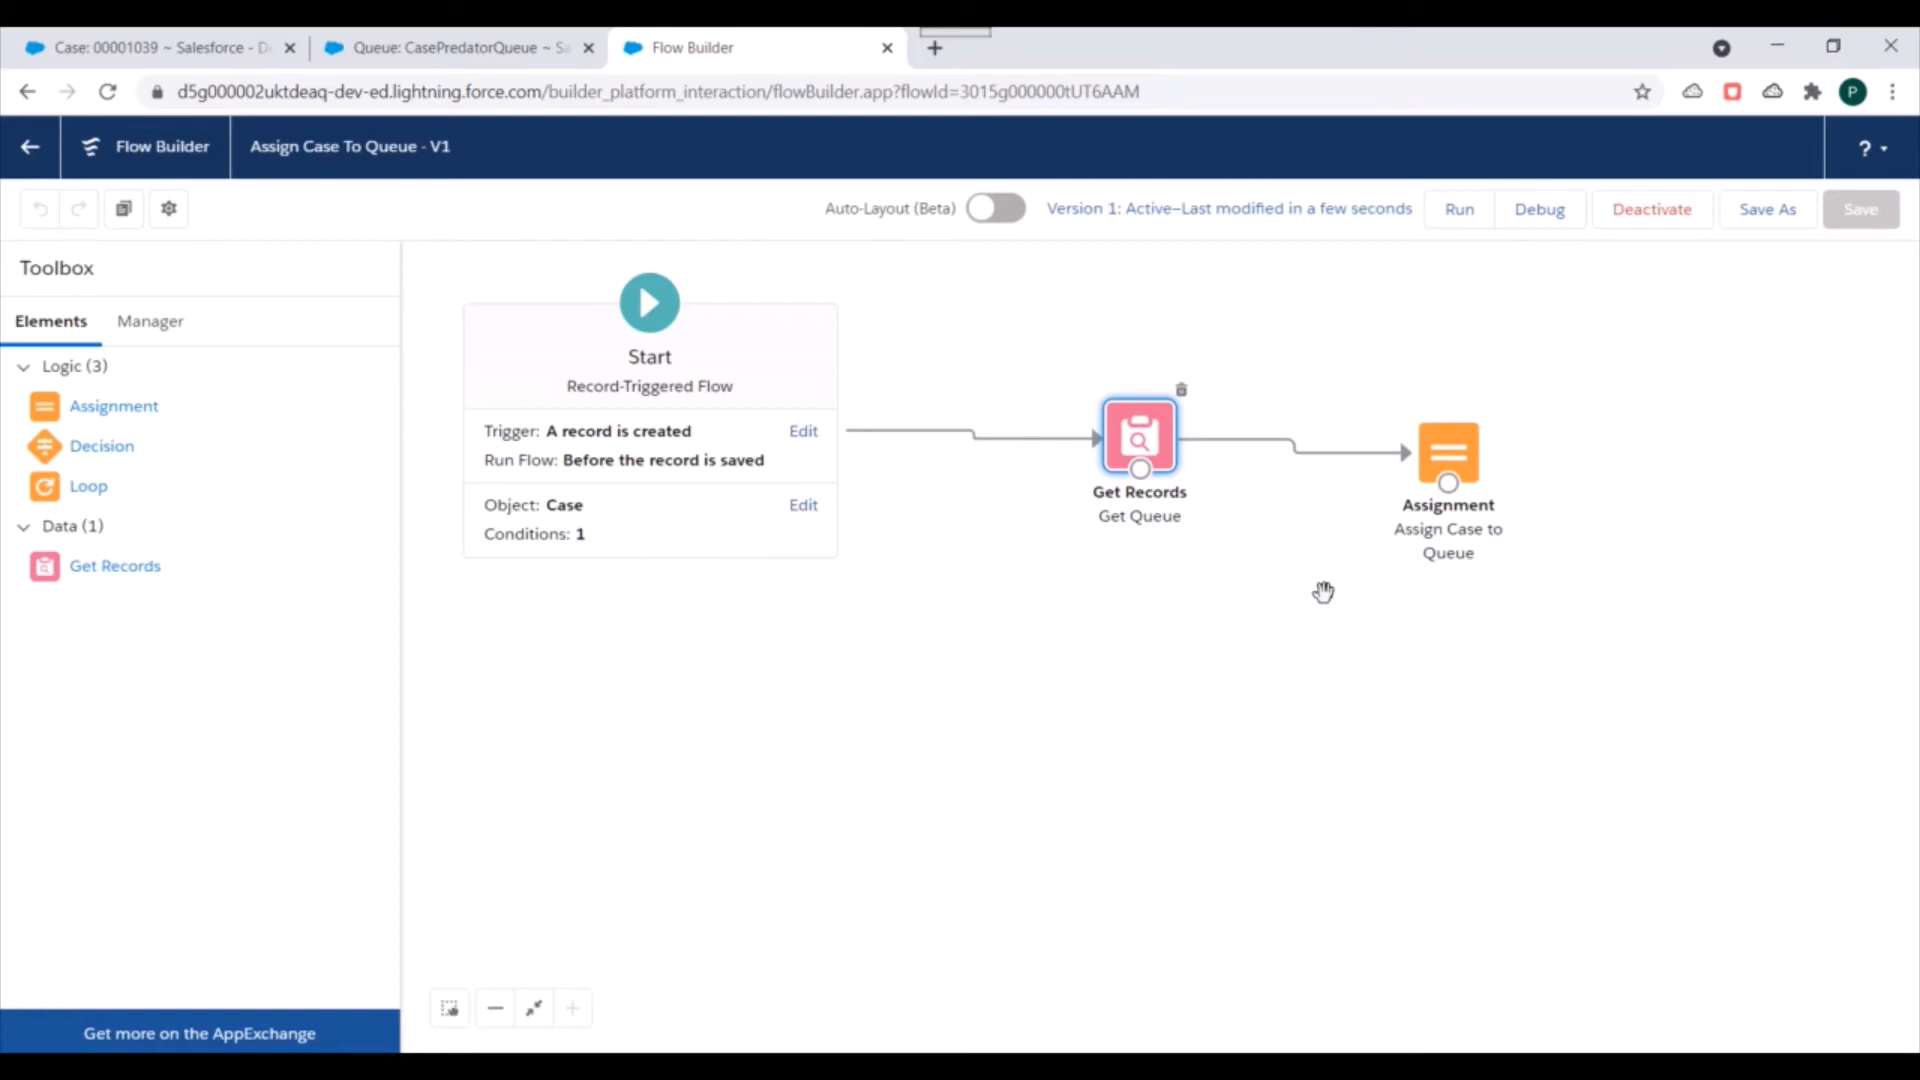 Case: 00001039 ~ Salesforce - De
Queue: CasePredatorQueue ~ Sa
Flow Builder
d5g000002uktdeaq-dev-ed.lightning.force.com/builder_platform_interaction/flowBuilder.app?flowId=3015g000000tUT6AAM
P
Flow Builder
Assign Case To Queue - V1
?
Auto-Layout (Beta)
Version 1: Active–Last modified in a few seconds
Run
Debug
Deactivate
Save As
Save
Toolbox
Elements
Manager
Logic (3)
Assignment
Decision
Loop
Data (1)
Get Records
Start
Record-Triggered Flow
Trigger: A record is created
Edit
Run Flow: Before the record is saved
Object: Case
Edit
Conditions: 1
Get Records
Get Queue
Assignment
Assign Case to
Queue
Get more on the AppExchange